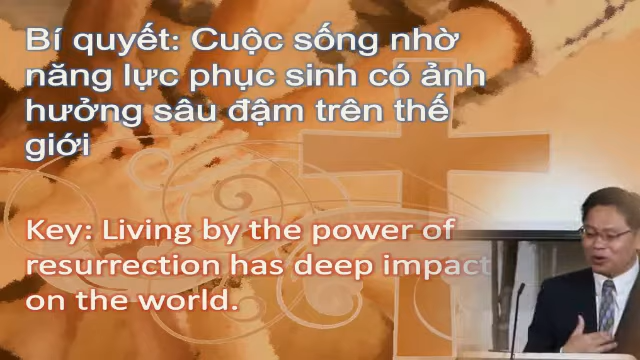 Bí quyết: Cuộc sống nhờ
năng lực phục sinh có ảnh
hưởng sâu đậm trên thế
giới
Key: Living by the power of
resurrection has deep impact
on the world.